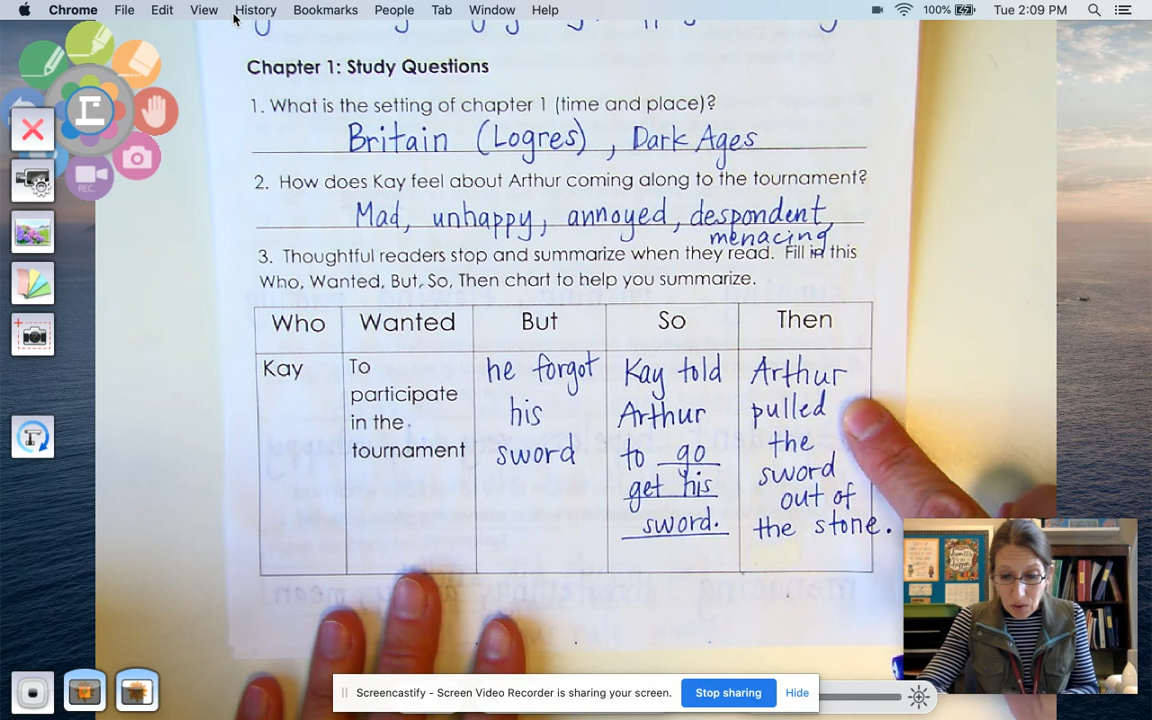 Chrome File Edit View History Bookmarks People Tab Window Help 100% Tue 2:09 PM
Chapter 1: Study Questions
1. What is the setting of chapter 1 (time and place)?
Britain (Logres), Dark Ages
2. How does Kay feel about Arthur coming along to the tournament?
Mad, unhappy, annoyed, despondent,
menacing
3. Thoughtful readers stop and summarize when they read. Fill in this
Who, Wanted, But, So, Then chart to help you summarize.
Who Wanted But So Then
Kay
To
participate
in the
tournament
he forgot
his
sword
Kay told
Arthur
to go
get his
sword.
Arthur
pulled
the
sword
out of
the stone.
REC
Screencastify - Screen Video Recorder is sharing your screen. Stop sharing Hide